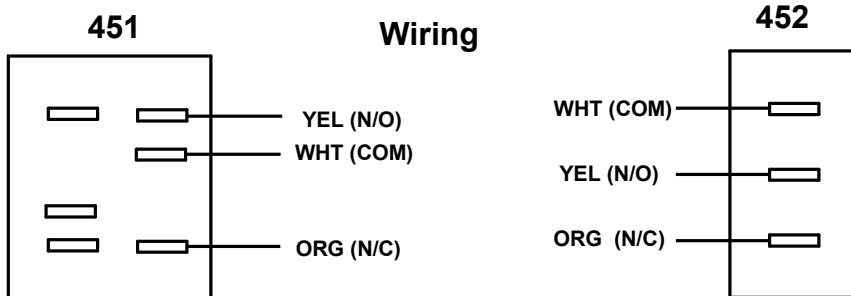 451
Wiring
452
YEL (N/O)
WHT (COM)
ORG (N/C)
WHT (COM)
YEL (N/O)
ORG (N/C)